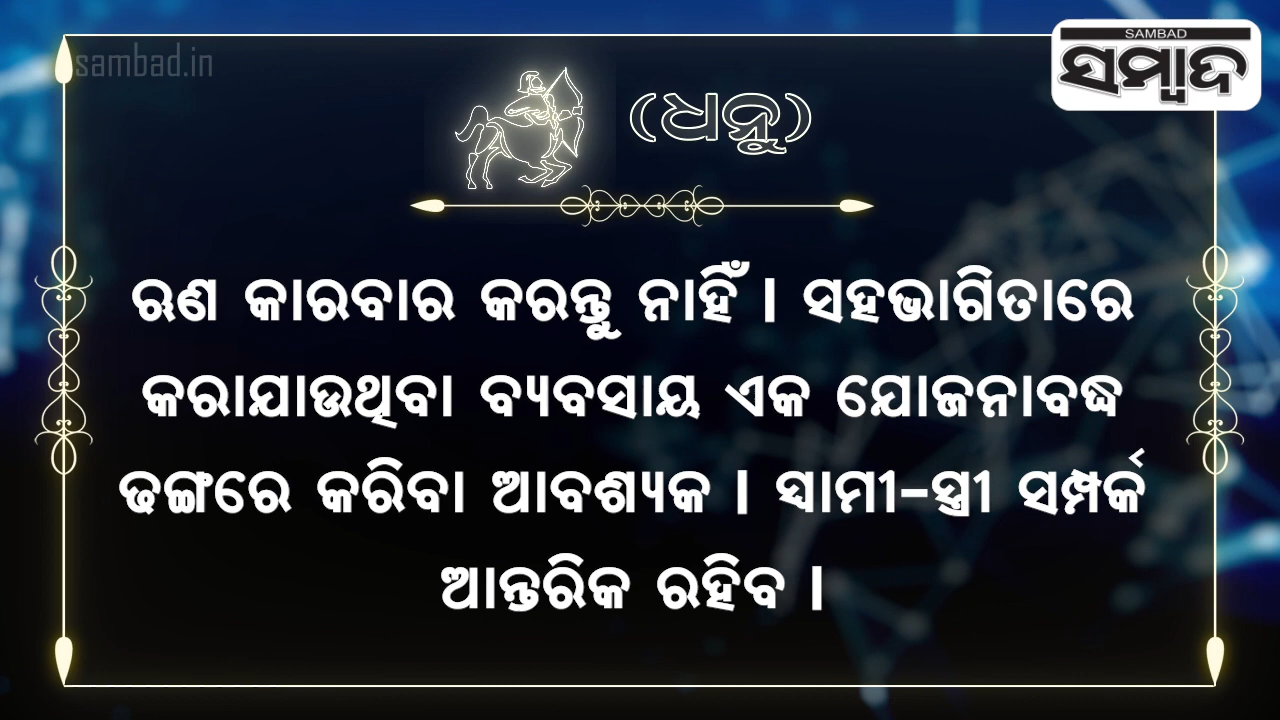 sambad.in
SAMBAD
ସମ୍ବାଦ
(ଧନୁ)
ଋଣ କାରବାର କରନ୍ତୁ ନାହିଁ । ସହଭାଗିତାରେ
କରାଯାଉଥିବା ବ୍ୟବସାୟ ଏକ ଯୋଜନାବଦ୍ଧ
ଢଙ୍ଗରେ କରିବା ଆବଶ୍ୟକ । ସ୍ୱାମୀ-ସ୍ତ୍ରୀ ସମ୍ପର୍କ
ଆନ୍ତରିକ ରହିବ ।